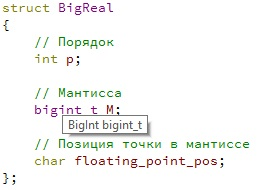 struct BigReal
{
// Порядок
int p;
// Мантисса
bigint_t M;
BigInt bigint_t
// Позиция точки в мантиссе
char floating_point_pos;
};